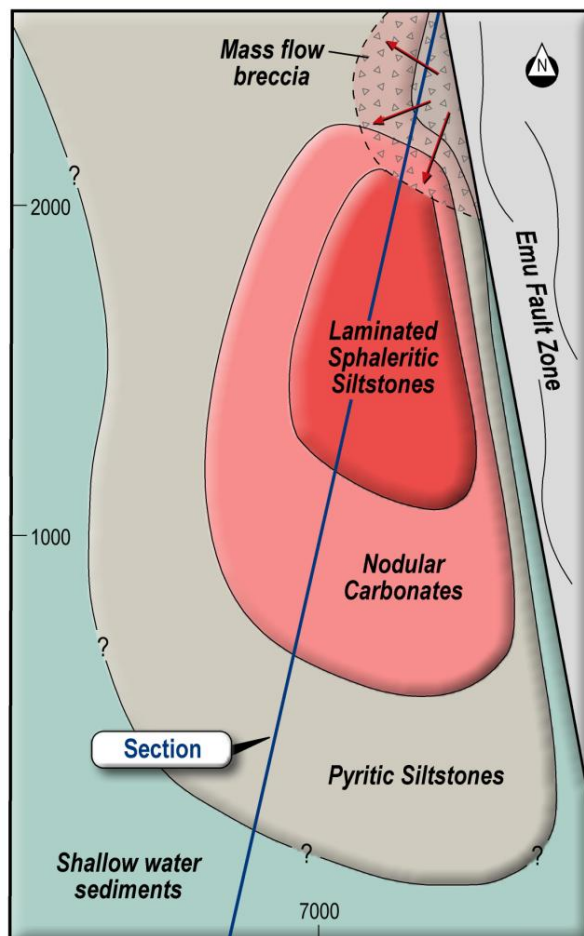 Mass flow
breccia
N
?
2000
Emu Fault Zone
Laminated
Sphaleritic
Siltstones
1000
Nodular
Carbonates
?
Section
Pyritic Siltstones
?
?
Shallow water
sediments
7000